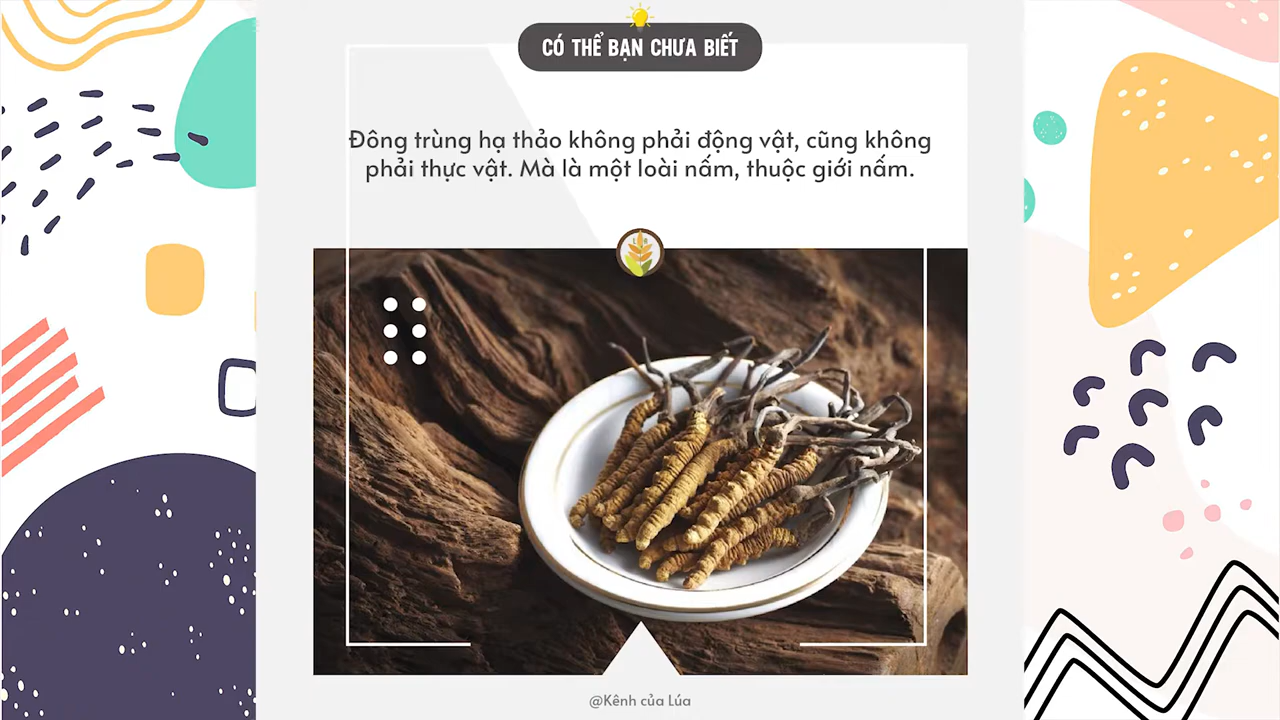 CÓ THỂ BẠN CHƯA BIẾT
Đông trùng hạ thảo không phải động vật, cũng không
phải thực vật. Mà là một loài nấm, thuộc giới nấm.
@Kênh của Lúa